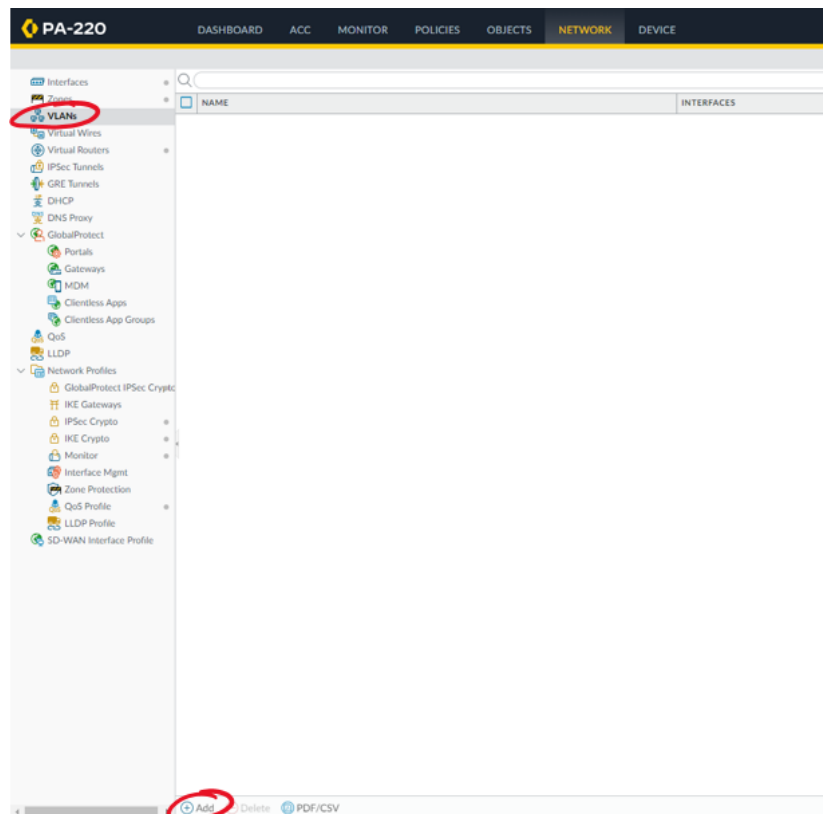 PA-220 DASHBOARD ACC MONITOR POLICIES OBJECTS NETWORK DEVICE
Interfaces
Zones
NAME INTERFACES
VLANs
Virtual Wires
Virtual Routers
IPSec Tunnels
GRE Tunnels
DHCP
DNS Proxy
GlobalProtect
Portals
Gateways
MDM
Clientless Apps
Clientless App Groups
QoS
LLDP
Network Profiles
GlobalProtect IPSec Crypto
IKE Gateways
IPSec Crypto
IKE Crypto
Monitor
Interface Mgmt
Zone Protection
QoS Profile
LLDP Profile
SD-WAN Interface Profile
Add Delete PDF/CSV